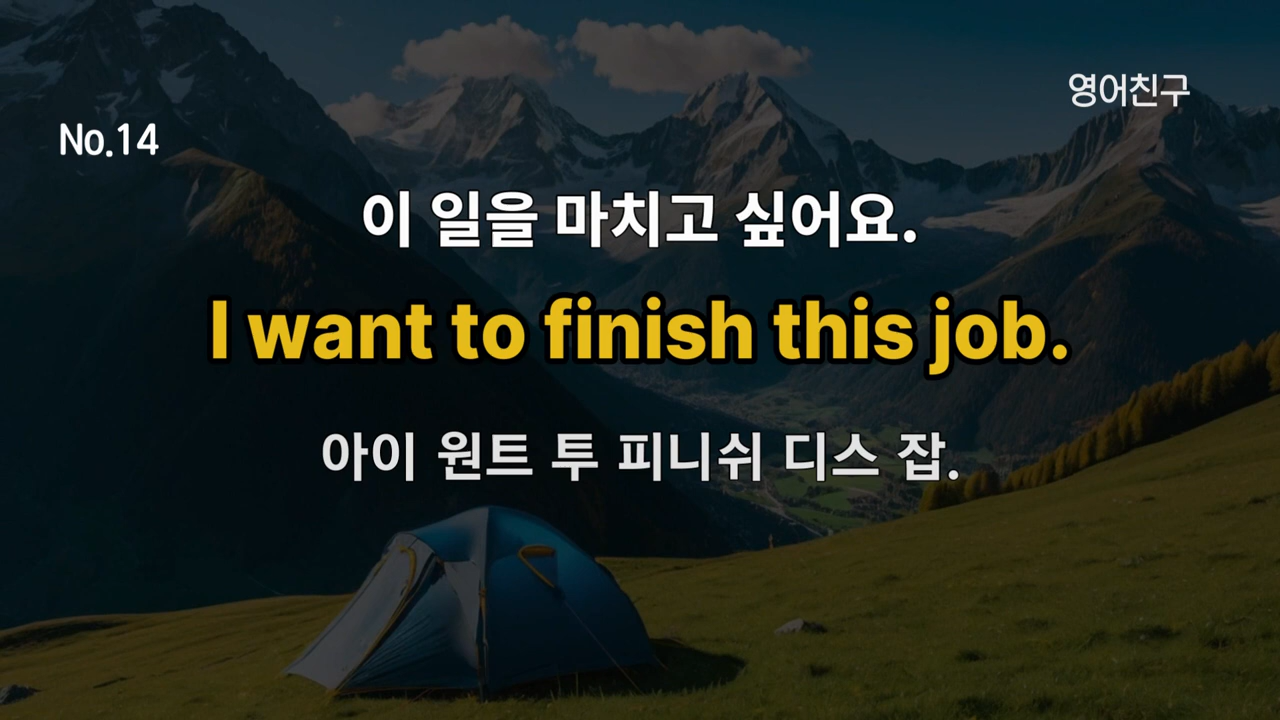 영어친구
No.14
이 일을 마치고 싶어요.
I want to finish this job.
아이 원트 투 피니쉬 디스 잡.